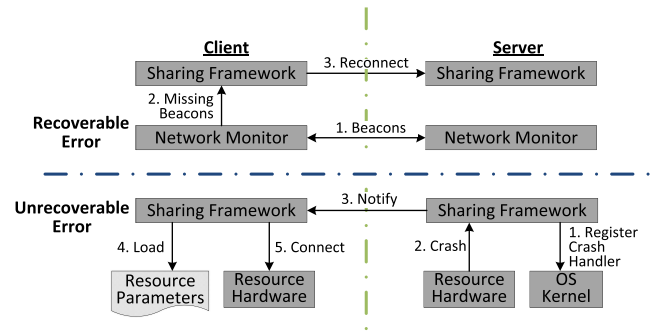 Client
Server
Sharing Framework
3. Reconnect
Sharing Framework
2. Missing
Beacons
Recoverable
Error
Network Monitor
1. Beacons
Network Monitor
Unrecoverable
Error
Sharing Framework
3. Notify
Sharing Framework
4. Load
5. Connect
2. Crash
1. Register
Crash
Handler
Resource
Parameters
Resource
Hardware
Resource
Hardware
OS
Kernel